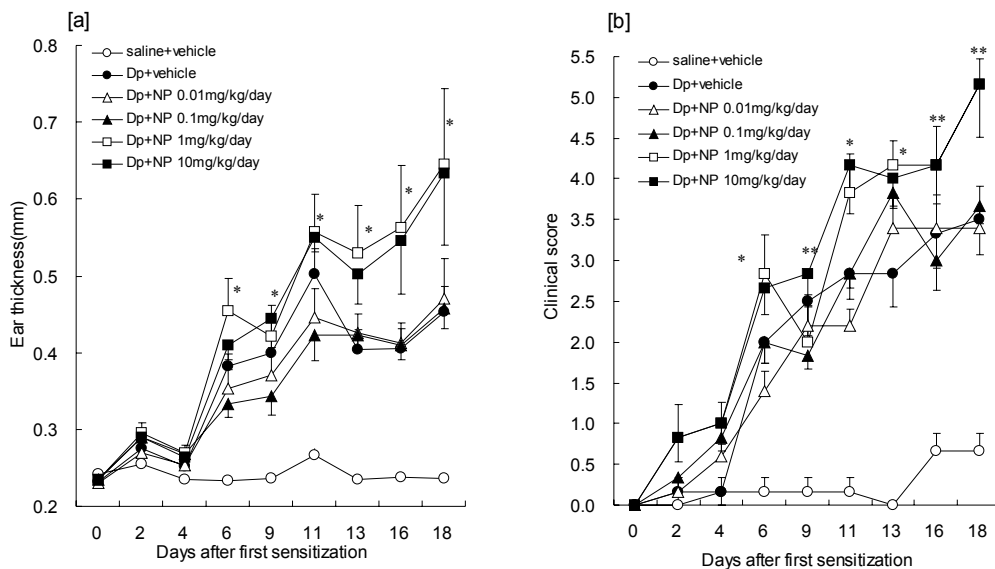 [a]
0.8
0.7
0.6
0.5
0.4
0.3
0.2
Ear thickness(mm)
saline+vehicle
Dp+vehicle
Dp+NP 0.01mg/kg/day
Dp+NP 0.1mg/kg/day
Dp+NP 1mg/kg/day
Dp+NP 10mg/kg/day
* * * * * *
0 2 4 6 9 11 13 16 18
Days after first sensitization
[b]
5.5
5.0
4.5
4.0
3.5
3.0
2.5
2.0
1.5
1.0
0.5
0.0
Clinical score
saline+vehicle
Dp+vehicle
Dp+NP 0.01mg/kg/day
Dp+NP 0.1mg/kg/day
Dp+NP 1mg/kg/day
Dp+NP 10mg/kg/day
* ** * * ** **
0 2 4 6 9 11 13 16 18
Days after first sensitization